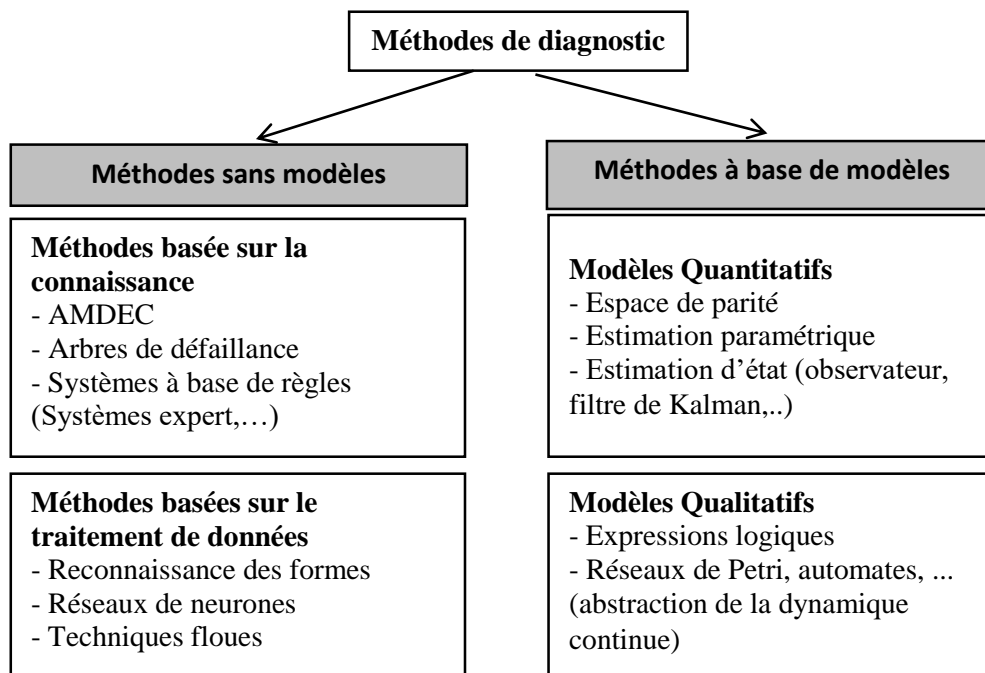 Méthodes de diagnostic
Méthodes sans modèles
Méthodes basée sur la
connaissance
- AMDEC
- Arbres de défaillance
- Systèmes à base de règles
(Systèmes expert,…)
Méthodes basées sur le
traitement de données
- Reconnaissance des formes
- Réseaux de neurones
- Techniques floues
Méthodes à base de modèles
Modèles Quantitatifs
- Espace de parité
- Estimation paramétrique
- Estimation d’état (observateur,
filtre de Kalman,..)
Modèles Qualitatifs
- Expressions logiques
- Réseaux de Petri, automates, ...
(abstraction de la dynamique
continue)